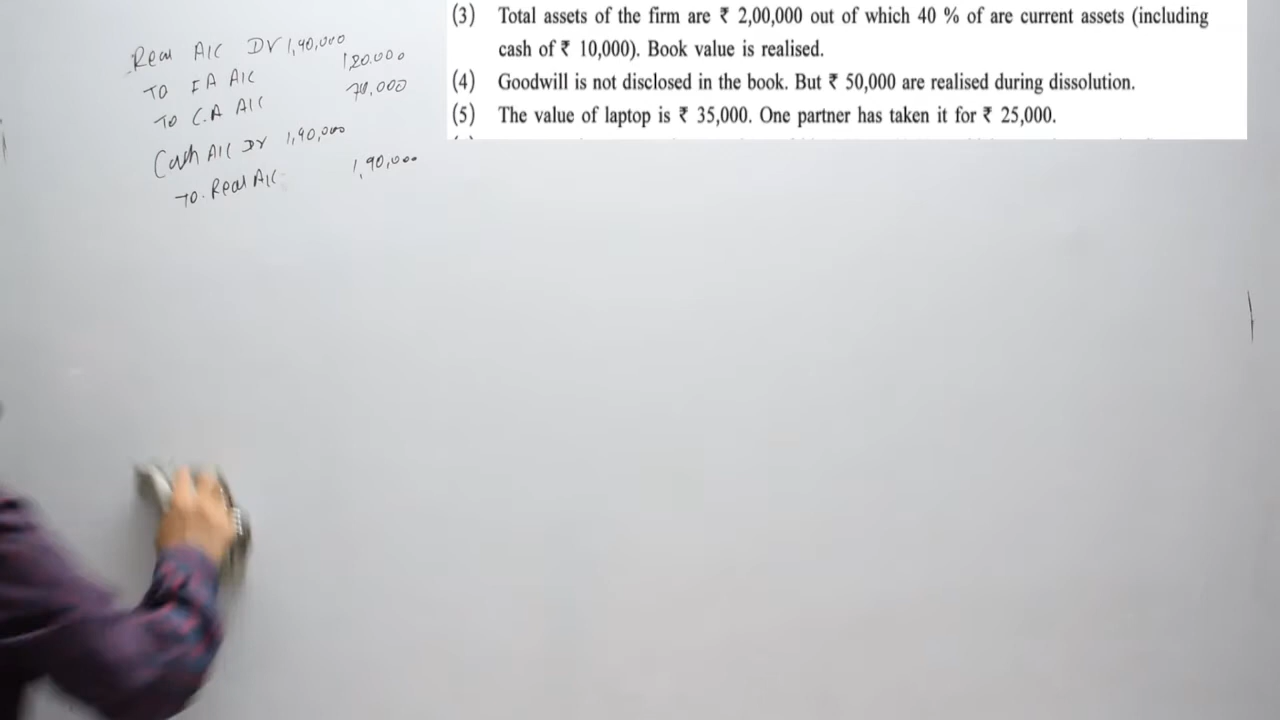 Real A/C Dr 1,90,000
To F A A/C 120,000
To C.A A/C 70,000
Cash A/C Dr 1,90,000
To. Real A/C 1,90,000
(3) Total assets of the firm are ₹ 2,00,000 out of which 40 % of are current assets (including
cash of ₹ 10,000). Book value is realised.
(4) Goodwill is not disclosed in the book. But ₹ 50,000 are realised during dissolution.
(5) The value of laptop is ₹ 35,000. One partner has taken it for ₹ 25,000.